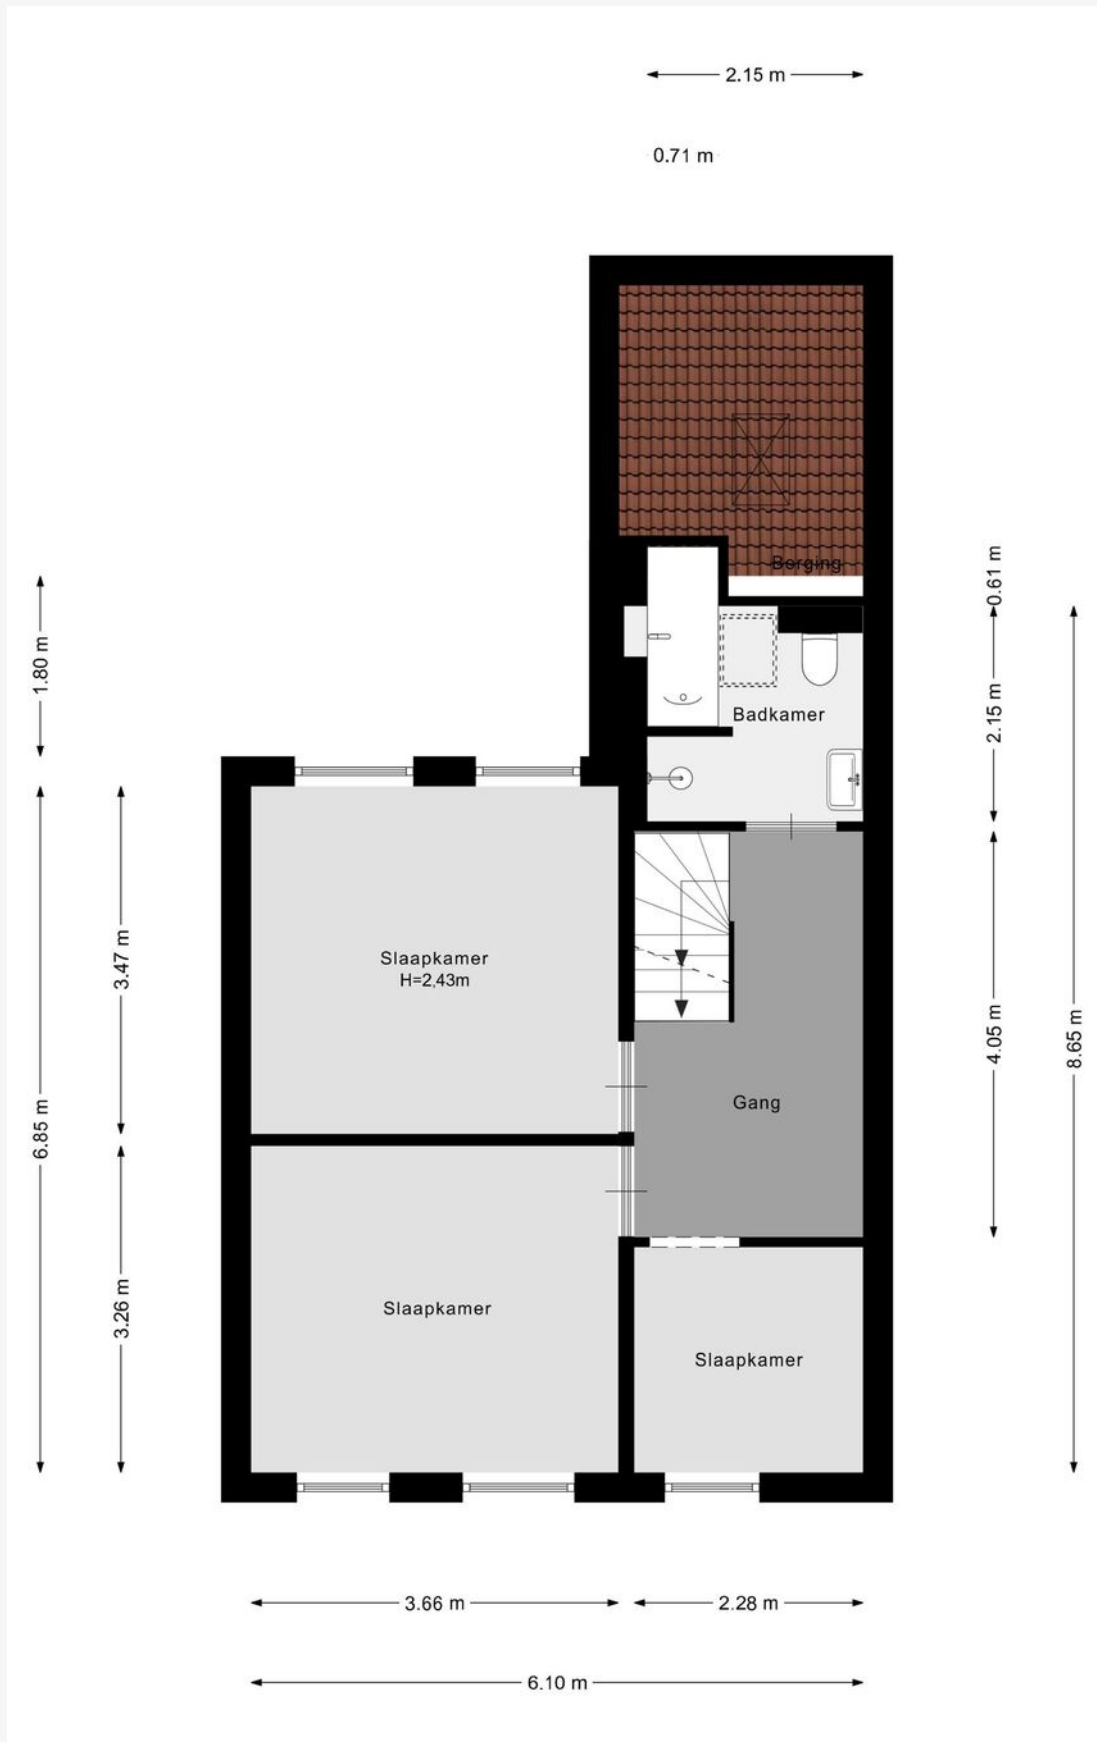 2.15 m
0.71 m
Berging
0.61 m
1.80 m
2.15 m
Badkamer
3.47 m
Slaapkamer
H=2,43m
4.05 m
8.65 m
6.85 m
Gang
3.26 m
Slaapkamer
Slaapkamer
3.66 m
2.28 m
6.10 m